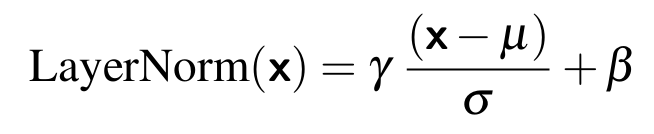 LayerNorm(x) = γ (x − μ) / σ + β